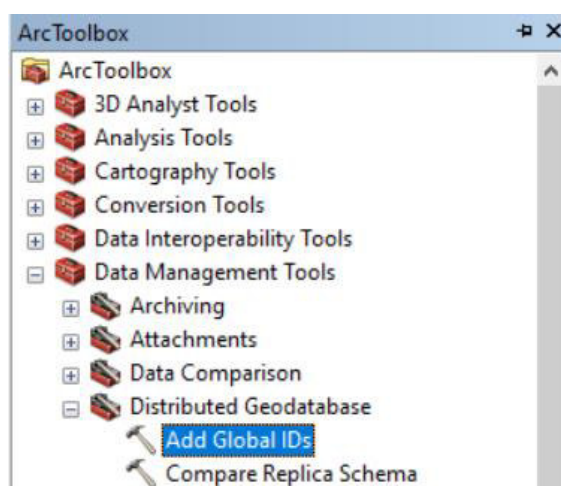 ArcToolbox
ArcToolbox
3D Analyst Tools
Analysis Tools
Cartography Tools
Conversion Tools
Data Interoperability Tools
Data Management Tools
Archiving
Attachments
Data Comparison
Distributed Geodatabase
Add Global IDs
Compare Replica Schema